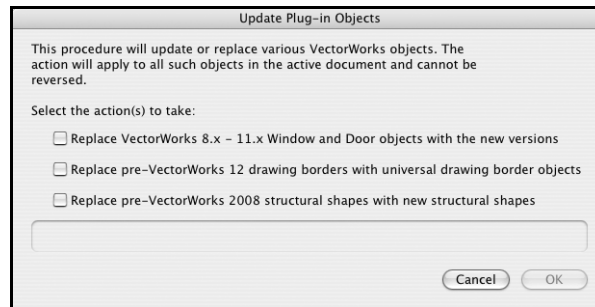 Update Plug-in Objects
This procedure will update or replace various VectorWorks objects. The
action will apply to all such objects in the active document and cannot be
reversed.
Select the action(s) to take:
Replace VectorWorks 8.x – 11.x Window and Door objects with the new versions
Replace pre-VectorWorks 12 drawing borders with universal drawing border objects
Replace pre-VectorWorks 2008 structural shapes with new structural shapes
Cancel OK